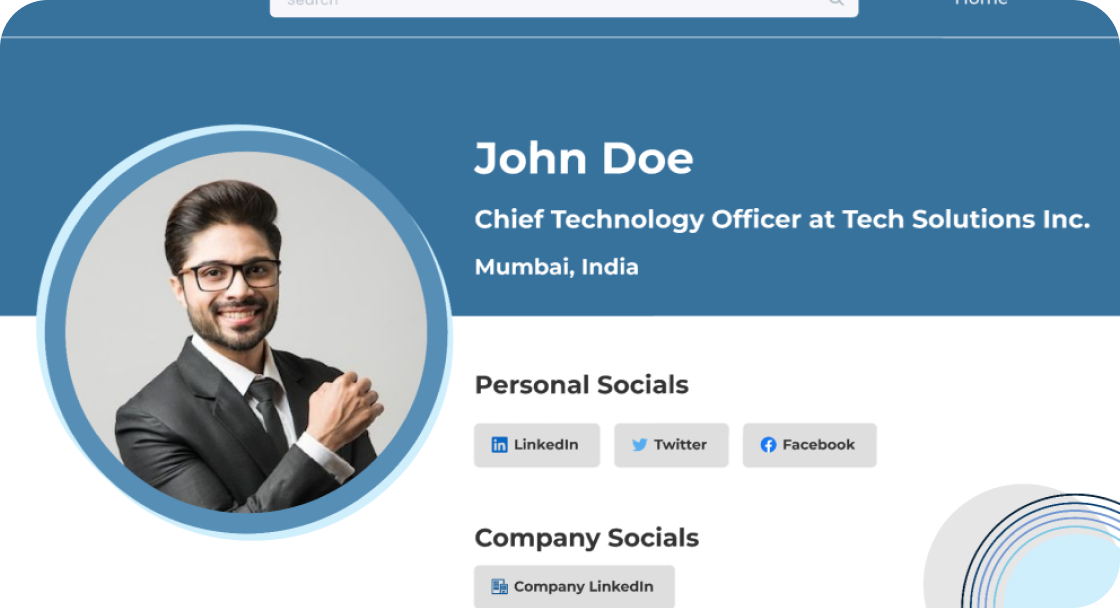 Search
Home
John Doe
Chief Technology Officer at Tech Solutions Inc.
Mumbai, India
Personal Socials
LinkedIn Twitter Facebook
Company Socials
Company LinkedIn